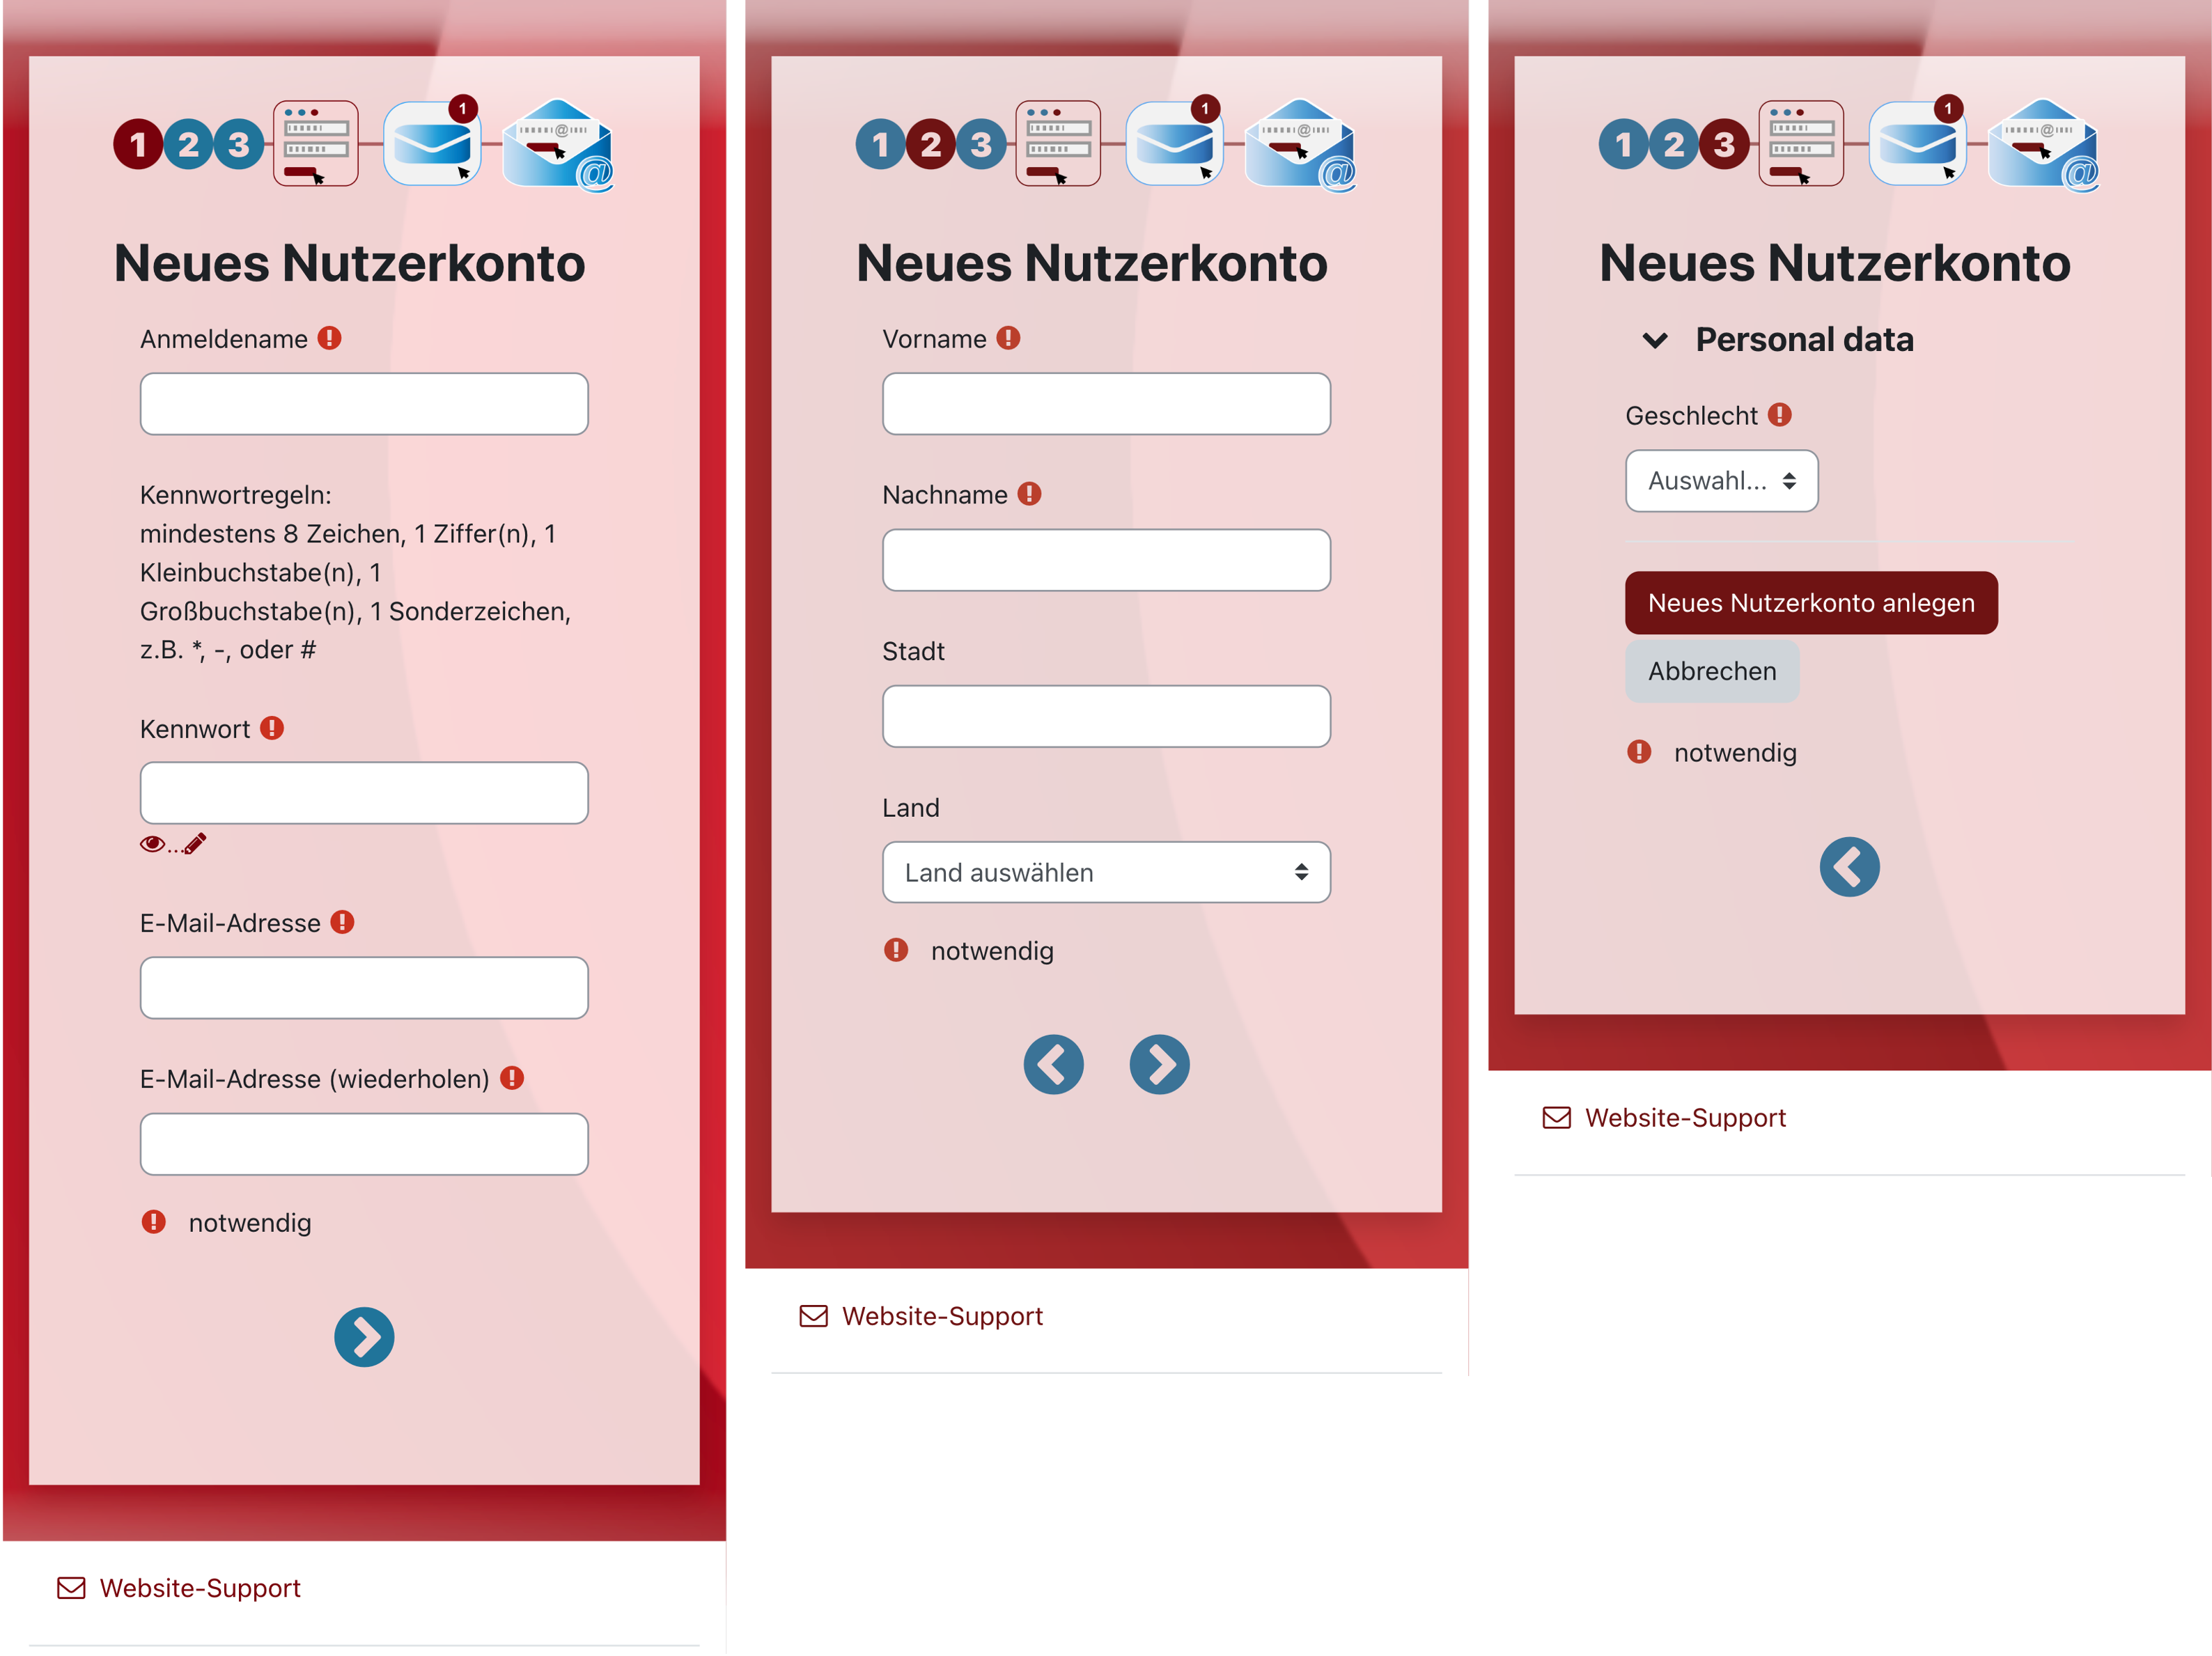 1 2 3
1
@
@
Neues Nutzerkonto
Anmeldename
Kennwortregeln:
mindestens 8 Zeichen, 1 Ziffer(n), 1
Kleinbuchstabe(n), 1
Großbuchstabe(n), 1 Sonderzeichen,
z.B. *, -, oder #
Kennwort
...
E-Mail-Adresse
E-Mail-Adresse (wiederholen)
notwendig
Website-Support
1 2 3
1
@
@
Neues Nutzerkonto
Vorname
Nachname
Stadt
Land
Land auswählen
notwendig
Website-Support
1 2 3
1
@
@
Neues Nutzerkonto
Personal data
Geschlecht
Auswahl...
Neues Nutzerkonto anlegen
Abbrechen
notwendig
Website-Support